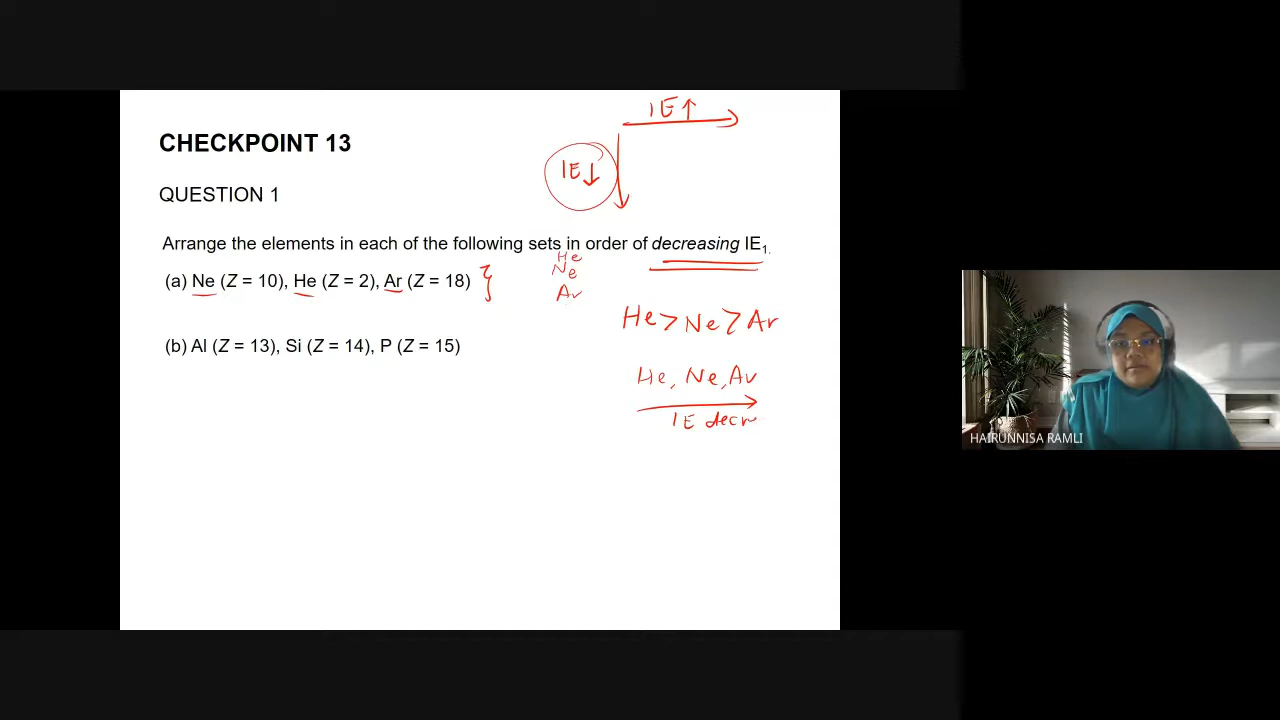 IE↑
CHECKPOINT 13
IE↓
QUESTION 1
Arrange the elements in each of the following sets in order of decreasing IE₁.
He
Ne
Ar
(a) Ne (Z = 10), He (Z = 2), Ar (Z = 18)
He > Ne > Ar
(b) Al (Z = 13), Si (Z = 14), P (Z = 15)
He, Ne, Ar
IE decr
HAIRUNNISA RAMLI